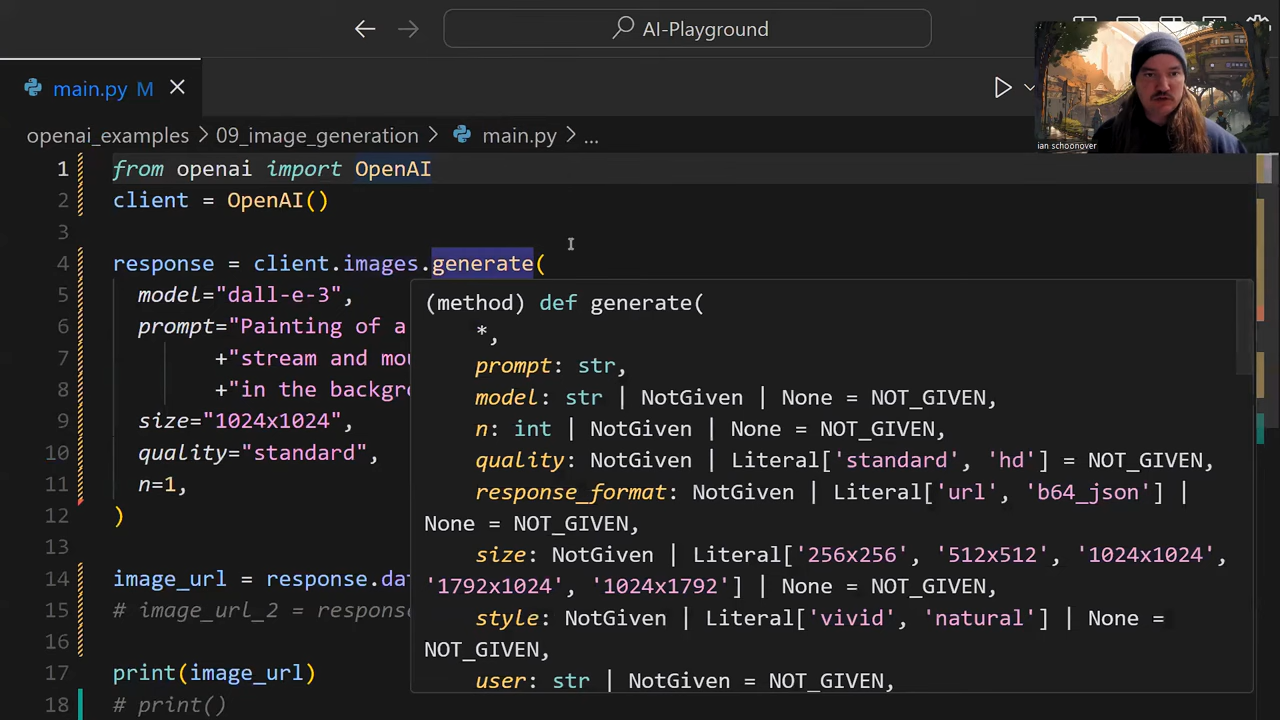 AI-Playground
main.py M
openai_examples > 09_image_generation > main.py > ...
ian schoonover
1 from openai import OpenAI
2 client = OpenAI()
3
4 response = client.images.generate(
5 model="dall-e-3",
6 prompt="Painting of a
7 +"stream and mou
8 +"in the backgro
9 size="1024x1024",
10 quality="standard",
11 n=1,
12 )
13
14 image_url = response.dat
15 # image_url_2 = response
16
17 print(image_url)
18 # print()
(method) def generate(
*,
prompt: str,
model: str | NotGiven | None = NOT_GIVEN,
n: int | NotGiven | None = NOT_GIVEN,
quality: NotGiven | Literal['standard', 'hd'] = NOT_GIVEN,
response_format: NotGiven | Literal['url', 'b64_json'] |
None = NOT_GIVEN,
size: NotGiven | Literal['256x256', '512x512', '1024x1024',
'1792x1024', '1024x1792'] | None = NOT_GIVEN,
style: NotGiven | Literal['vivid', 'natural'] | None =
NOT_GIVEN,
user: str | NotGiven = NOT_GIVEN,